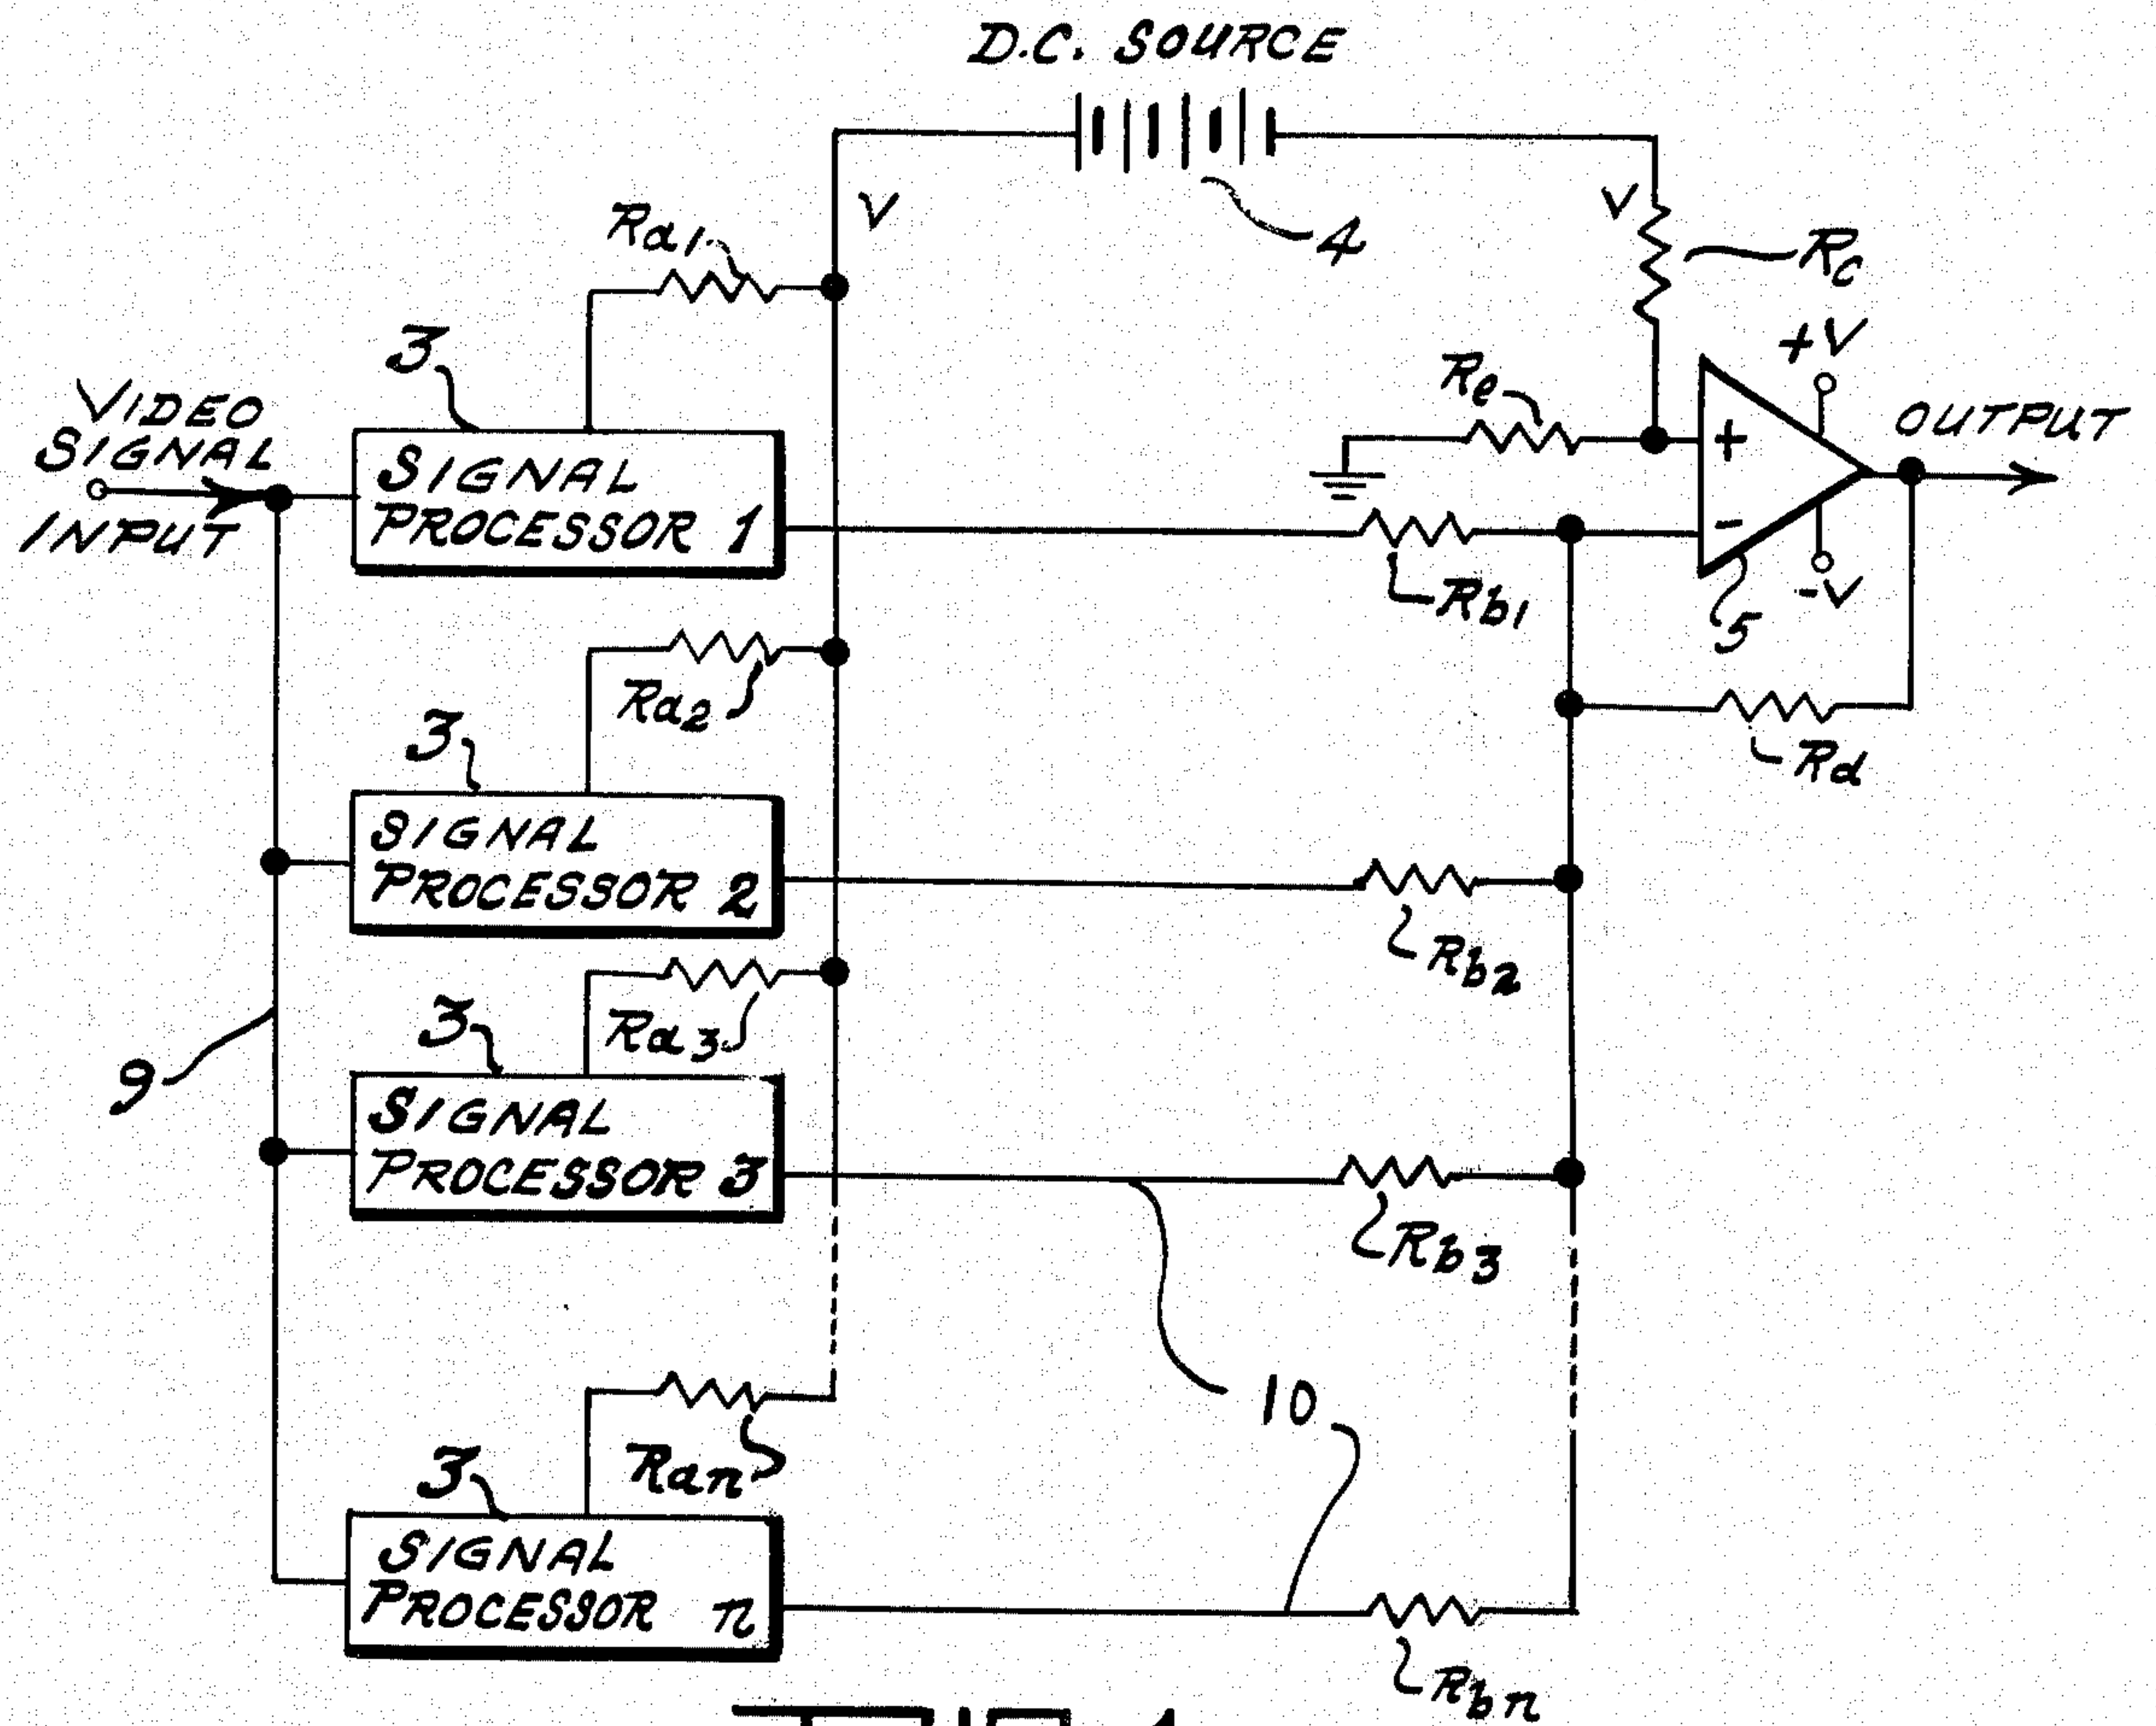 D.C. SOURCE
V
V
4
Ra1
Rc
3
+V
Re
VIDEO
SIGNAL
INPUT
OUTPUT
SIGNAL
PROCESSOR 1
+
-
Rb1
-V
5
Ra2
Rd
3
SIGNAL
PROCESSOR 2
Rb2
3
Ra3
9
SIGNAL
PROCESSOR 3
Rb3
10
Ran
3
SIGNAL
PROCESSOR n
Rbn